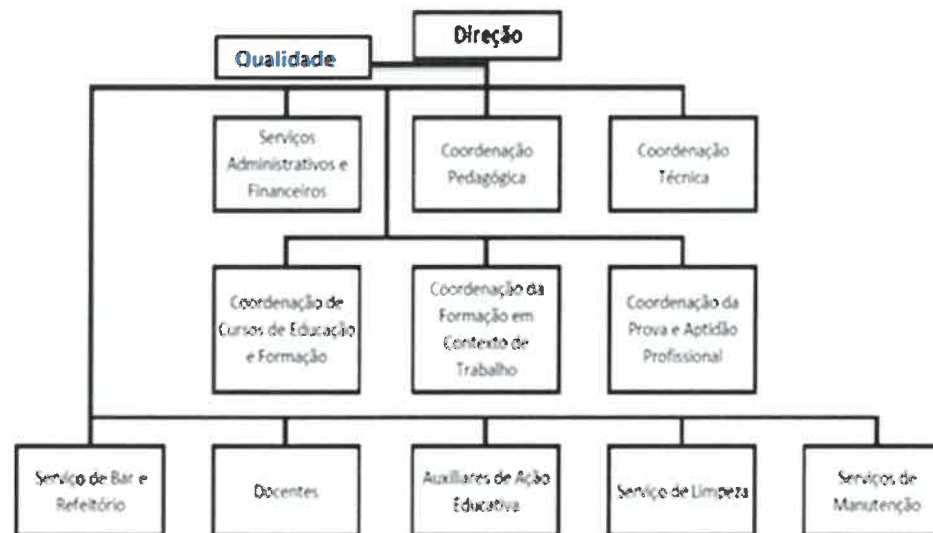 Direção
Qualidade
Serviços
Administrativos e
Financeiros
Coordenação
Pedagógica
Coordenação
Técnica
Coordenação de
Cursos de Educação
e Formação
Coordenação da
Formação em
Contexto de
Trabalho
Coordenação da
Prova e Aptidão
Profissional
Serviço de Bar e
Refeitório
Docentes
Auxiliares de Ação
Educativa
Serviço de Limpeza
Serviços de
Manutenção